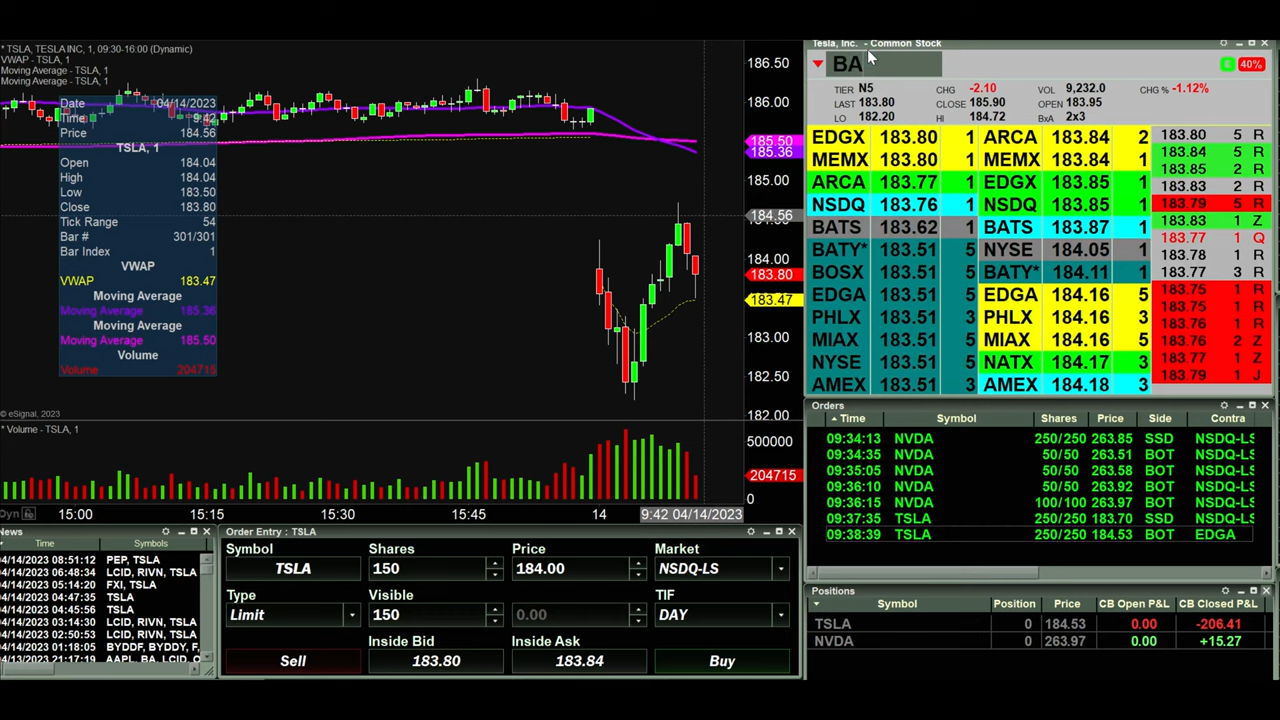 * TSLA, TESLA INC, 1, 09:30-16:00 (Dynamic)
VWAP - TSLA, 1
Moving Average - TSLA, 1
Moving Average - TSLA, 1
Date 04/14/2023
Time 9:42
Price 184.56
TSLA, 1
Open 184.04
High 184.04
Low 183.50
Close 183.80
Tick Range 54
Bar # 301/301
Bar Index 1
VWAP
VWAP 183.47
Moving Average
Moving Average 185.36
Moving Average
Moving Average 185.50
Volume
Volume 204715
© eSignal, 2023
186.50
186.00
185.50
185.36
185.00
184.56
184.00
183.80
183.47
183.00
182.50
182.00
* Volume - TSLA, 1
500000
204715
0
Dyn 15:00 15:15 15:30 15:45 14 9:42 04/14/2023
Tesla, Inc. - Common Stock
BA
40%
TIER N5 CHG -2.10 VOL 9,232.0 CHG % -1.12%
LAST 183.80 CLOSE 185.90 OPEN 183.95
LO 182.20 HI 184.72 BxA 2x3
EDGX 183.80 1 ARCA 183.84 2
MEMX 183.80 1 MEMX 183.84 1
ARCA 183.77 1 EDGX 183.85 1
NSDQ 183.76 1 NSDQ 183.85 1
BATS 183.62 1 BATS 183.87 1
BATY* 183.51 5 NYSE 184.05 1
BOSX 183.51 5 BATY* 184.11 1
EDGA 183.51 5 EDGA 184.16 5
PHLX 183.51 3 PHLX 184.16 3
MIAX 183.51 5 MIAX 184.16 5
NYSE 183.51 3 NATX 184.17 3
AMEX 183.51 3 AMEX 184.18 3
183.80 5 R
183.84 5 R
183.85 2 R
183.83 2 R
183.79 5 R
183.83 1 Z
183.77 1 Q
183.78 1 R
183.77 3 R
183.75 1 R
183.75 1 R
183.76 1 R
183.76 2 Z
183.77 1 Z
183.79 1 J
Orders
Time Symbol Shares Price Side Contra
09:34:13 NVDA 250/250 263.85 SSD NSDQ-LS
09:34:35 NVDA 50/50 263.51 BOT NSDQ-LS
09:35:05 NVDA 50/50 263.58 BOT NSDQ-LS
09:36:10 NVDA 50/50 263.92 BOT NSDQ-LS
09:36:15 NVDA 100/100 263.97 BOT NSDQ-LS
09:37:35 TSLA 250/250 183.70 SSD NSDQ-LS
09:38:39 TSLA 250/250 184.53 BOT EDGA
Positions
Symbol Position Price CB Open P&L CB Closed P&L
TSLA 0 184.53 0.00 -206.41
NVDA 0 263.97 0.00 +15.27
News
Time Symbols
04/14/2023 08:51:12 PEP, TSLA
04/14/2023 06:48:34 LCID, RIVN, TSLA
04/14/2023 05:14:20 FXI, TSLA
04/14/2023 04:47:35 TSLA
04/14/2023 04:45:56 TSLA
04/14/2023 03:14:30 LCID, RIVN, TSLA
04/14/2023 02:50:53 LCID, RIVN, TSLA
04/14/2023 01:18:05 BYDDF, BYDDY, F,
04/13/2023 21:17:19 AAPL, BA, LCID,
Order Entry : TSLA
Symbol Shares Price Market
TSLA 150 184.00 NSDQ-LS
Type Visible TIF
Limit 150 0.00 DAY
Inside Bid Inside Ask
Sell 183.80 183.84 Buy